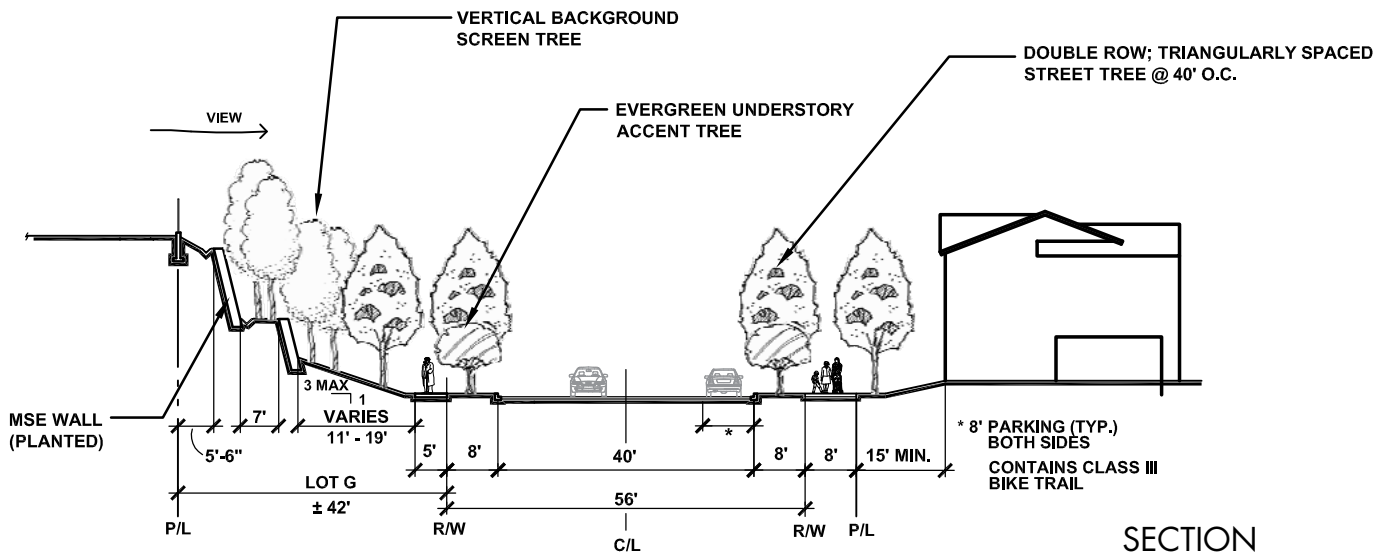 VERTICAL BACKGROUND
SCREEN TREE
DOUBLE ROW; TRIANGULARLY SPACED
STREET TREE @ 40' O.C.
EVERGREEN UNDERSTORY
ACCENT TREE
VIEW
MSE WALL
(PLANTED)
3 MAX
1
7'
VARIES
11' - 19'
5'-6"
5'
8'
40'
*
8'
8'
15' MIN.
* 8' PARKING (TYP.)
BOTH SIDES
CONTAINS CLASS III
BIKE TRAIL
LOT G
± 42'
56'
P/L
R/W
C/L
R/W
P/L
SECTION